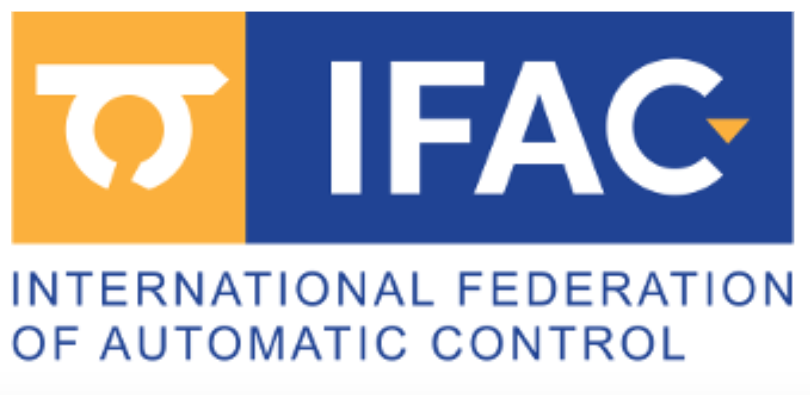 IFAC
INTERNATIONAL FEDERATION
OF AUTOMATIC CONTROL